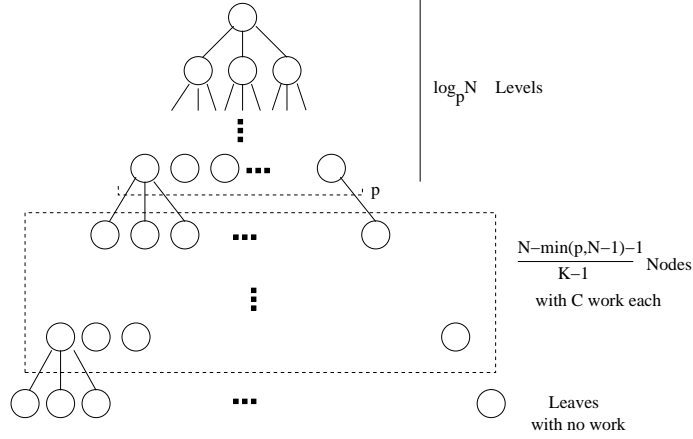 log_p N Levels
p
N−min(p,N−1)−1
K−1
Nodes
with C work each
Leaves
with no work